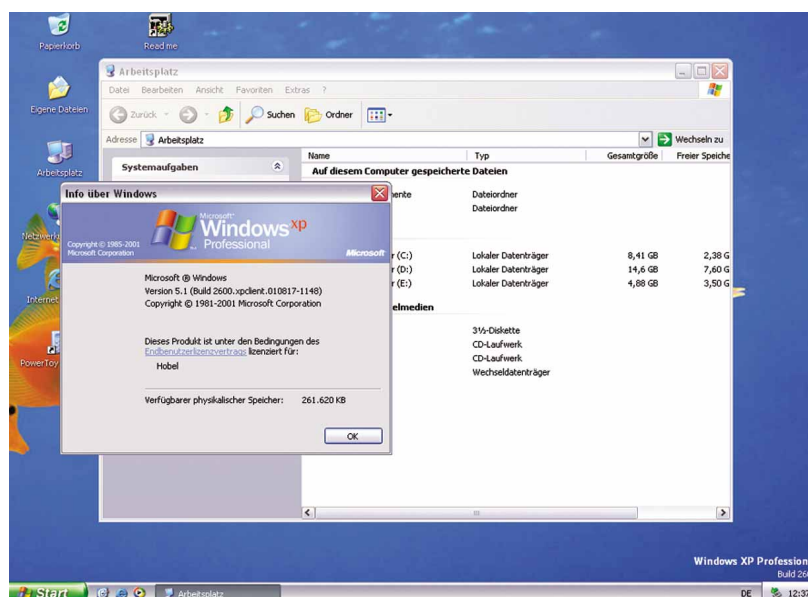 Papierkorb
Read me
Eigene Dateien
Arbeitsplatz
Internet
Arbeitsplatz
Datei Bearbeiten Ansicht Favoriten Extras ?
Zurück Suchen Ordner
Adresse Arbeitsplatz Wechseln zu
Systemaufgaben
Name Typ Gesamtgröße Freier Speiche
Auf diesem Computer gespeicherte Dateien
ente Dateiordner
Dateiordner
r (C:) Lokaler Datenträger 8,41 GB 2,38 G
r (D:) Lokaler Datenträger 14,6 GB 7,60 G
r (E:) Lokaler Datenträger 4,88 GB 3,50 G
elmedien
3½-Diskette
CD-Laufwerk
CD-Laufwerk
Wechseldatenträger
Info über Windows
Microsoft®
Windows xp
Professional
Copyright © 1985-2001
Microsoft Corporation
Microsoft
Microsoft ® Windows
Version 5.1 (Build 2600.xpclient.010817-1148)
Copyright © 1981-2001 Microsoft Corporation
Dieses Produkt ist unter den Bedingungen des
Endbenutzerlizenzvertrags lizenziert für:
Hobel
Verfügbarer physikalischer Speicher: 261.620 KB
OK
Windows XP Profession
Build 26
Start Arbeitsplatz DE 12:3